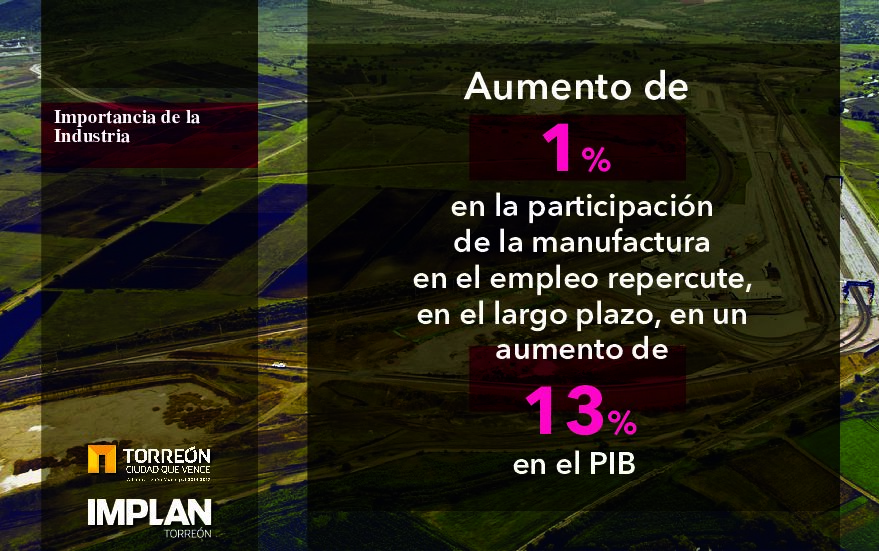 Importancia de la
Industria
Aumento de
1%
en la participación
de la manufactura
en el empleo repercute,
en el largo plazo, en un
aumento de
13%
en el PIB
TORREÓN
CIUDAD QUE VENCE
IMPLAN
TORREÓN